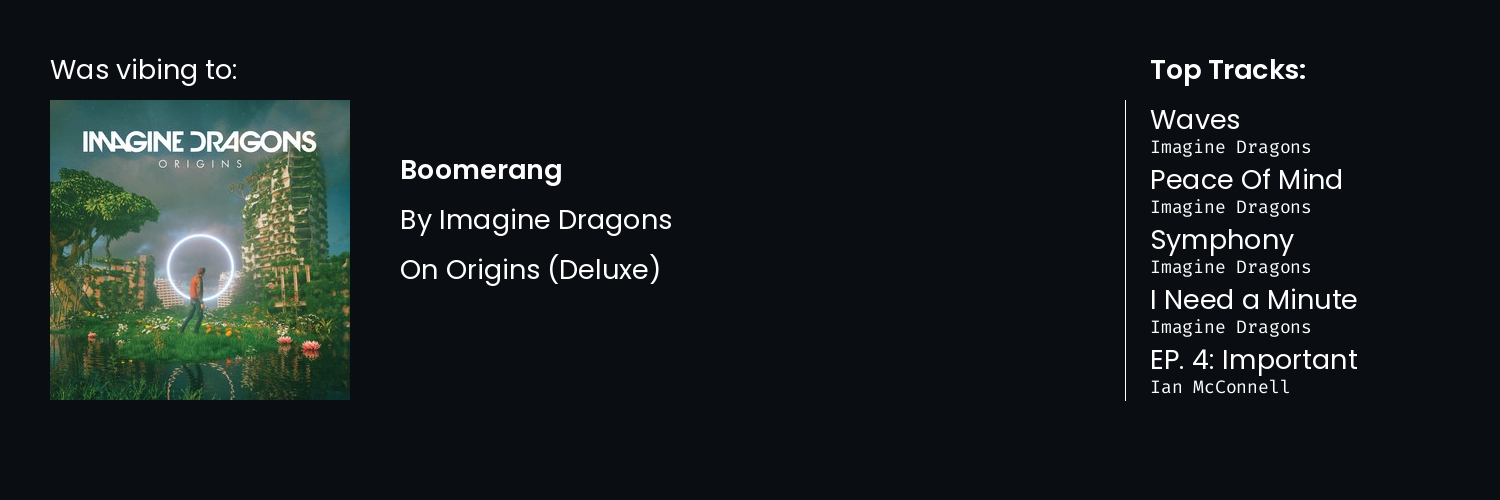 Was vibing to:
IMAGINE DRAGONS
ORIGINS
Boomerang
By Imagine Dragons
On Origins (Deluxe)
Top Tracks:
Waves
Imagine Dragons
Peace Of Mind
Imagine Dragons
Symphony
Imagine Dragons
I Need a Minute
Imagine Dragons
EP. 4: Important
Ian McConnell